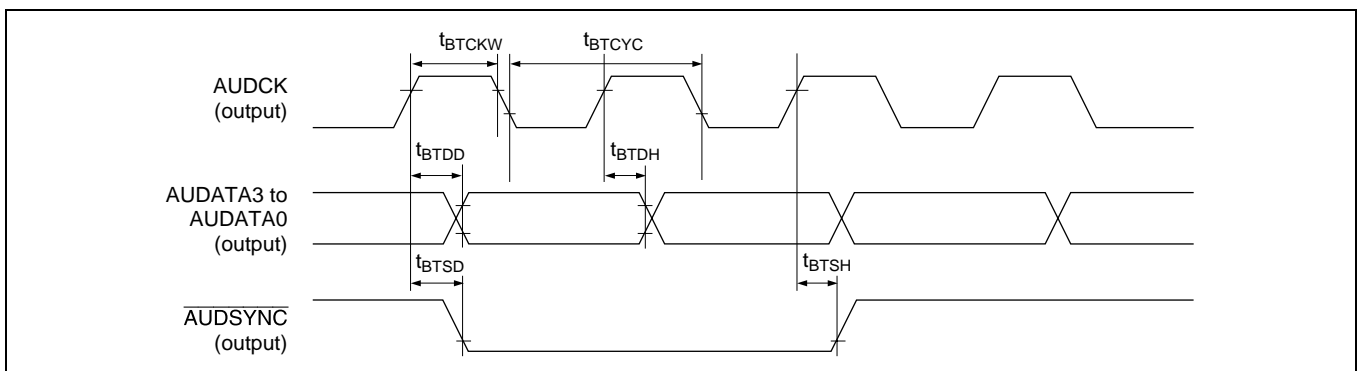 tBTCKW
tBTCYC
AUDCK
(output)
tBTDD
tBTDH
AUDATA3 to
AUDATA0
(output)
tBTSD
tBTSH
AUDSYNC
(output)